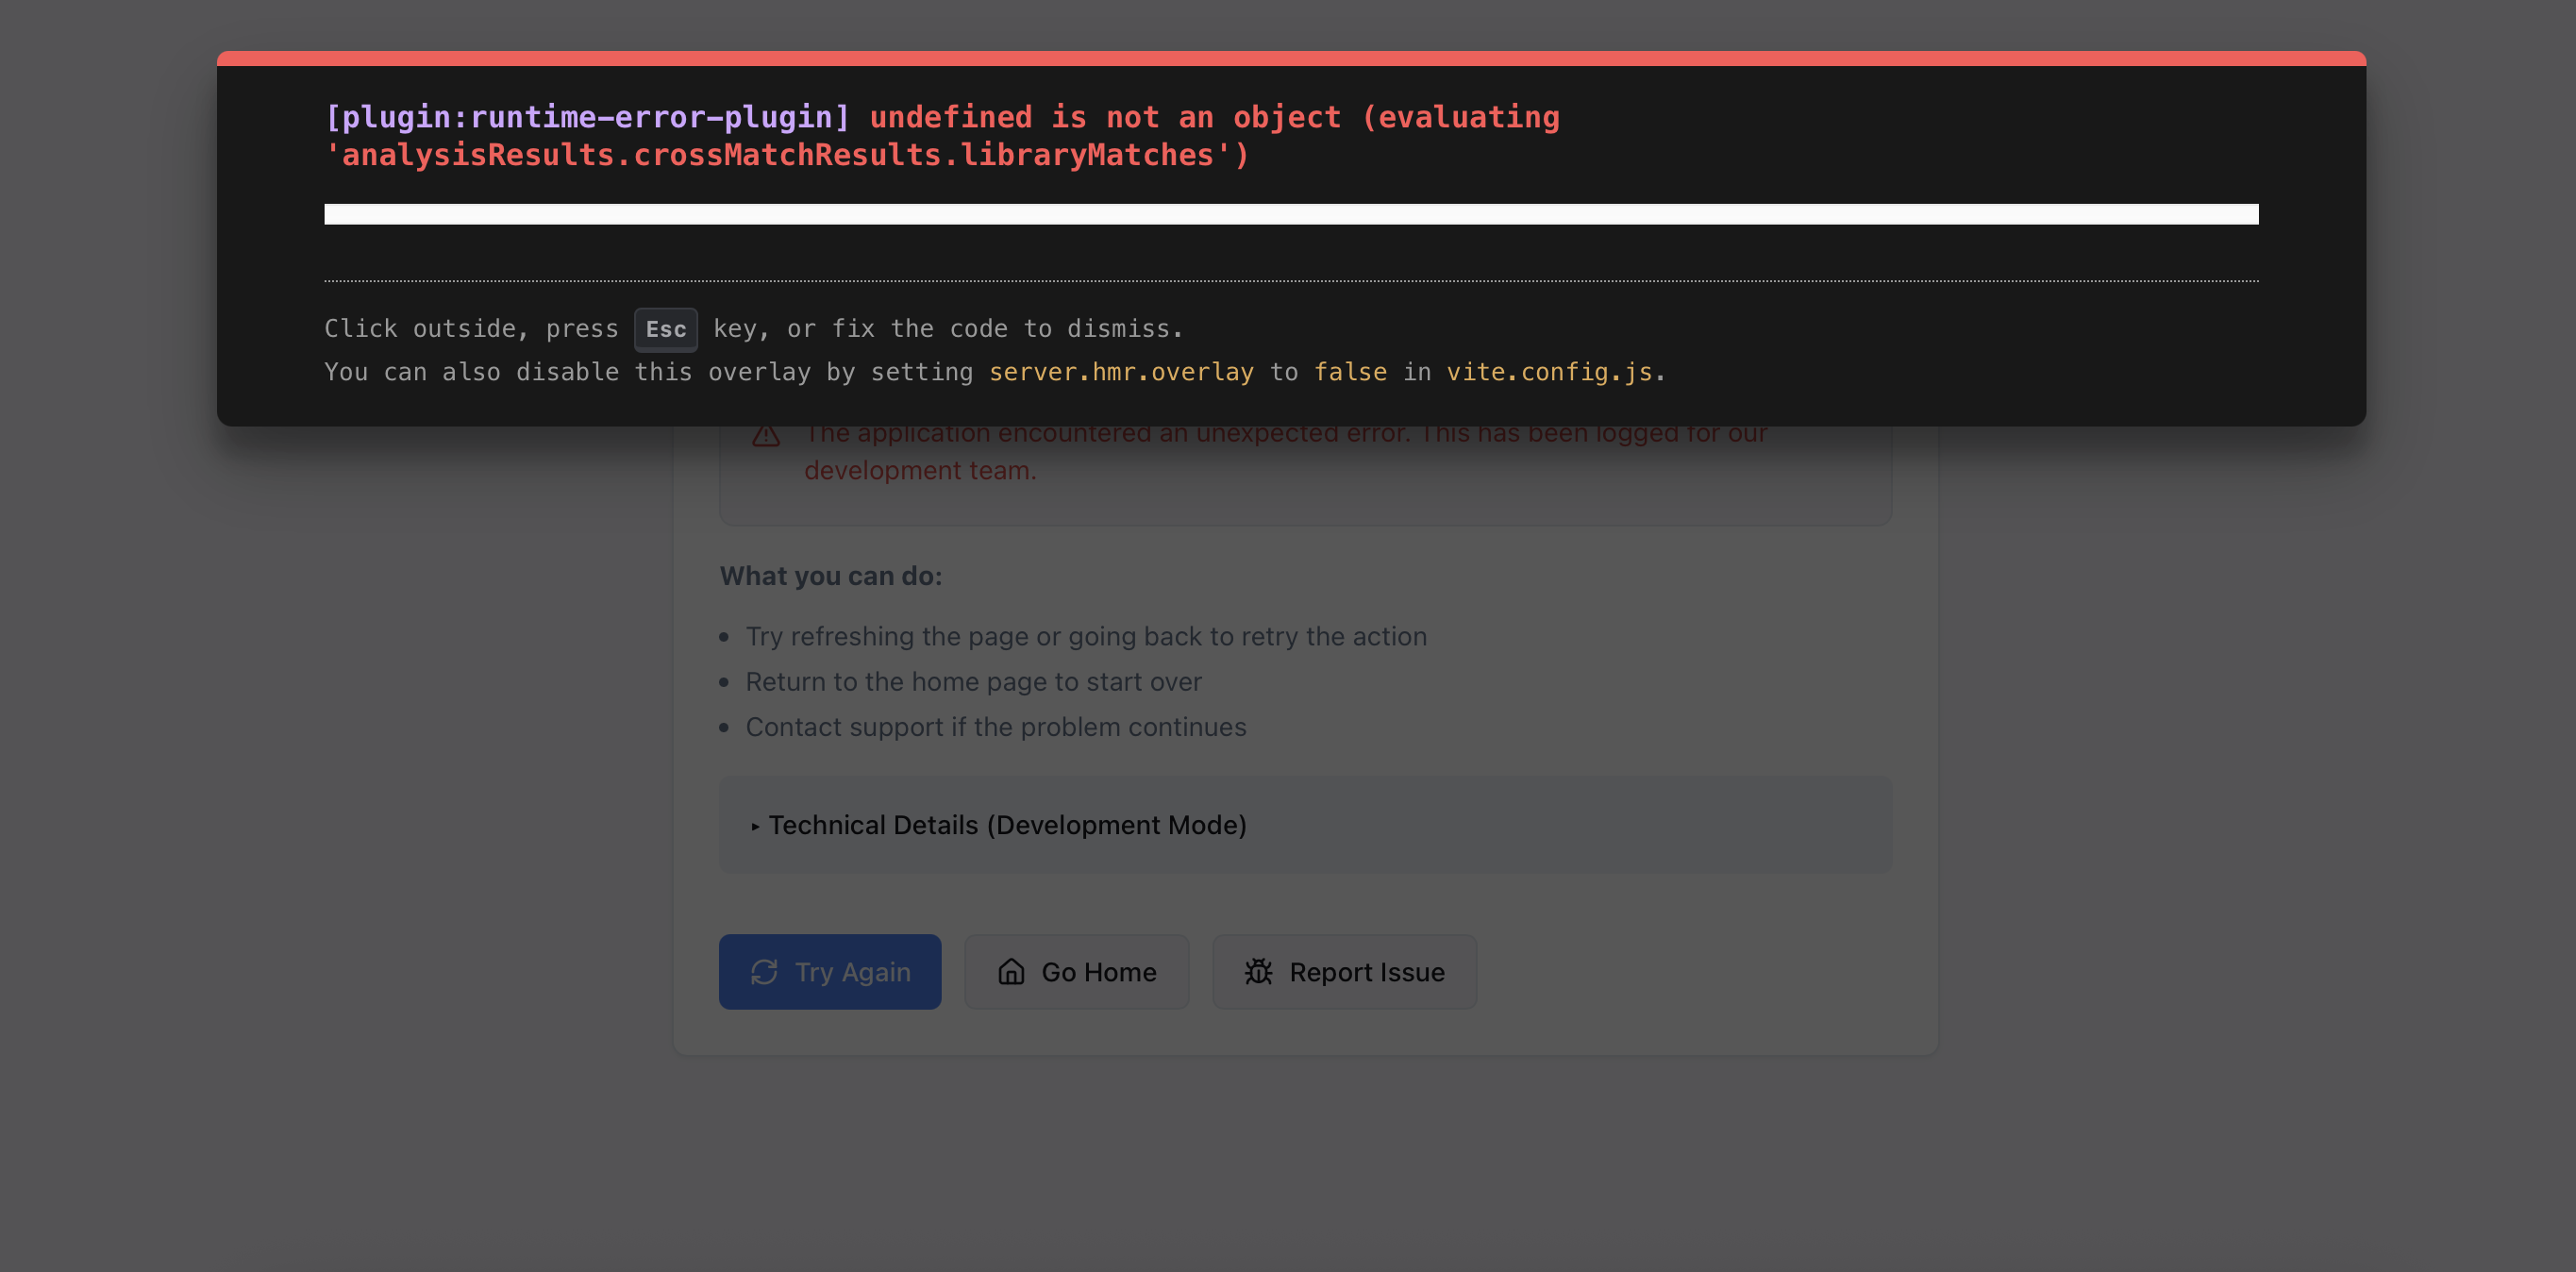 [plugin:runtime-error-plugin] undefined is not an object (evaluating
'analysisResults.crossMatchResults.libraryMatches')
Click outside, press Esc key, or fix the code to dismiss.
You can also disable this overlay by setting server.hmr.overlay to false in vite.config.js.
The application encountered an unexpected error. This has been logged for our
development team.
What you can do:
• Try refreshing the page or going back to retry the action
• Return to the home page to start over
• Contact support if the problem continues
▸ Technical Details (Development Mode)
Try Again
Go Home
Report Issue